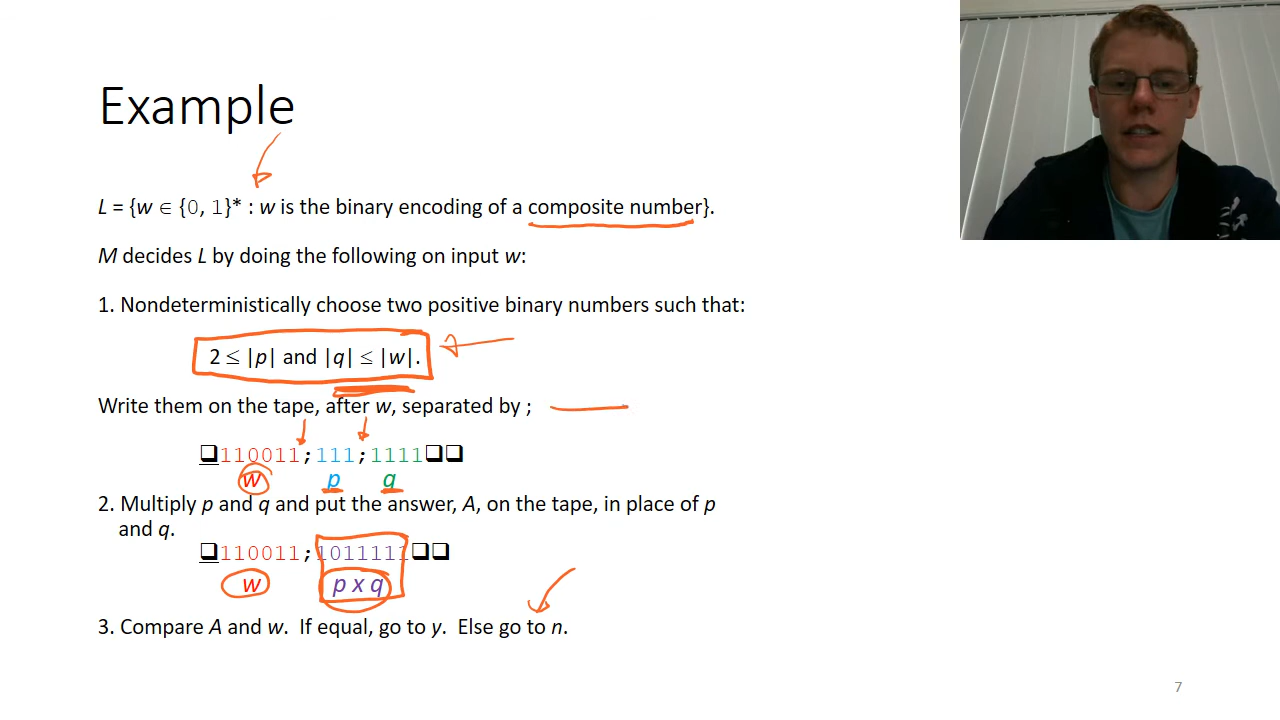 Example
L = {w ∈ {0, 1}* : w is the binary encoding of a composite number}.
M decides L by doing the following on input w:
1. Nondeterministically choose two positive binary numbers such that:
2 ≤ |p| and |q| ≤ |w|.
Write them on the tape, after w, separated by ;
❑110011;111;1111❑❑
w p q
2. Multiply p and q and put the answer, A, on the tape, in place of p
and q.
❑110011;1011111❑❑
w p x q
3. Compare A and w. If equal, go to y. Else go to n.
7